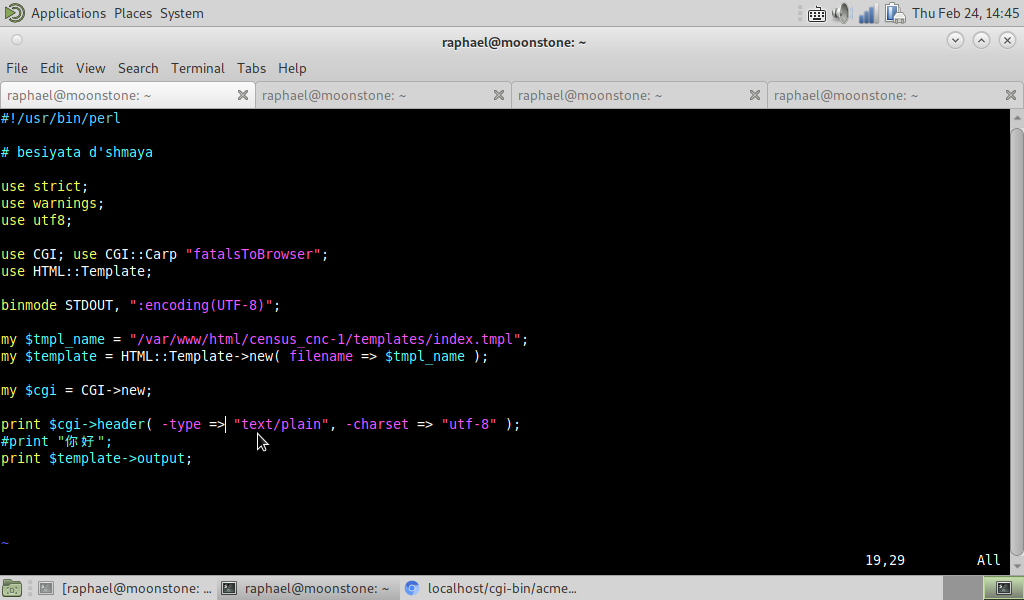 Applications Places System
Thu Feb 24, 14:45
raphael@moonstone: ~
File Edit View Search Terminal Tabs Help
raphael@moonstone: ~ raphael@moonstone: ~ raphael@moonstone: ~ raphael@moonstone: ~
#!/usr/bin/perl
# besiyata d'shmaya
use strict;
use warnings;
use utf8;
use CGI; use CGI::Carp "fatalsToBrowser";
use HTML::Template;
binmode STDOUT, ":encoding(UTF-8)";
my $tmpl_name = "/var/www/html/census_cnc-1/templates/index.tmpl";
my $template = HTML::Template->new( filename => $tmpl_name );
my $cgi = CGI->new;
print $cgi->header( -type => "text/plain", -charset => "utf-8" );
#print "你好";
print $template->output;
~
19,29 All
[raphael@moonstone: ... raphael@moonstone: ~ localhost/cgi-bin/acme...